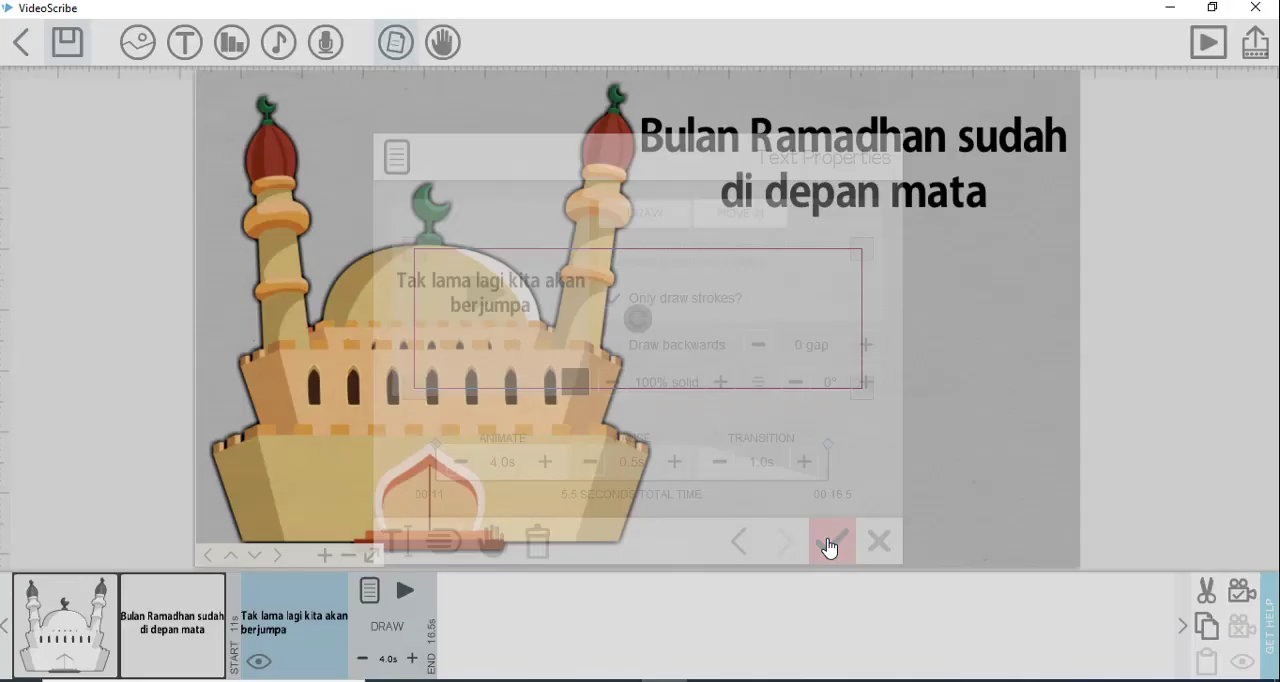 VideoScribe
Bulan Ramadhan sudah
di depan mata
Text Properties
DRAW MOVE IN
Tak lama lagi kita akan
berjumpa
Only draw strokes?
Draw backwards 0 gap
100% solid 0°
ANIMATE TRANSITION
4.0s 0.5s 1.0s
00:11 5.5 SECONDS TOTAL TIME 00:16.5
Bulan Ramadhan sudah
di depan mata
START 11s
Tak lama lagi kita akan
berjumpa
DRAW
4.0s
END 16.5s
GET HELP